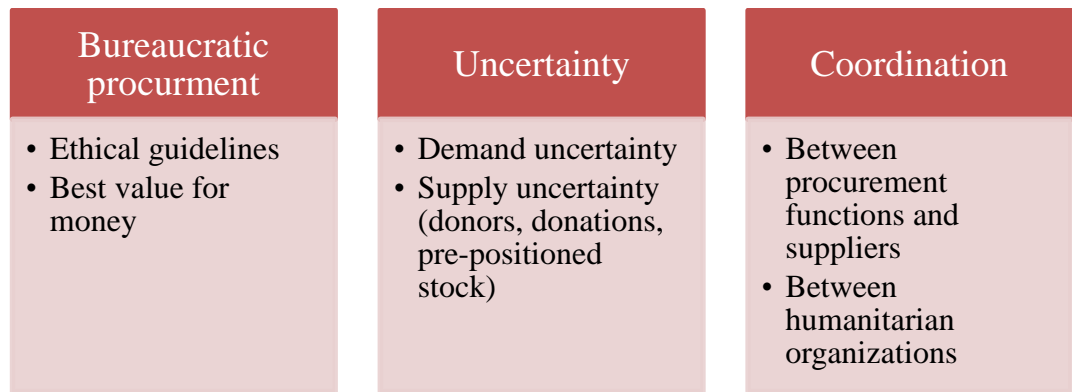 Bureaucratic
procurment
• Ethical guidelines
• Best value for
money
Uncertainty
• Demand uncertainty
• Supply uncertainty
(donors, donations,
pre-positioned
stock)
Coordination
• Between
procurement
functions and
suppliers
• Between
humanitarian
organizations